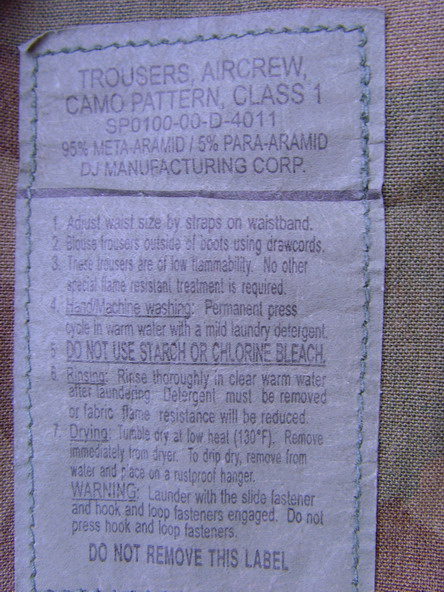 TROUSERS, AIRCREW,
CAMO PATTERN, CLASS 1
SP0100-00-D-4011
95% META-ARAMID / 5% PARA-ARAMID
DJ MANUFACTURING CORP.
1. Adjust waist size by straps on waistband.
2. Blouse trousers outside of boots using drawcords.
3. These trousers are of low flammability. No other
special flame resistant treatment is required.
4. Hand/Machine washing: Permanent press
cycle in warm water with a mild laundry detergent.
5. DO NOT USE STARCH OR CHLORINE BLEACH.
6. Rinsing: Rinse thoroughly in clear warm water
after laundering. Detergent must be removed
or fabric flame resistance will be reduced.
7. Drying: Tumble dry at low heat (130°F). Remove
immediately from dryer. To drip dry, remove from
water and place on a rustproof hanger.
WARNING: Launder with the slide fastener
and hook and loop fasteners engaged. Do not
press hook and loop fasteners.
DO NOT REMOVE THIS LABEL